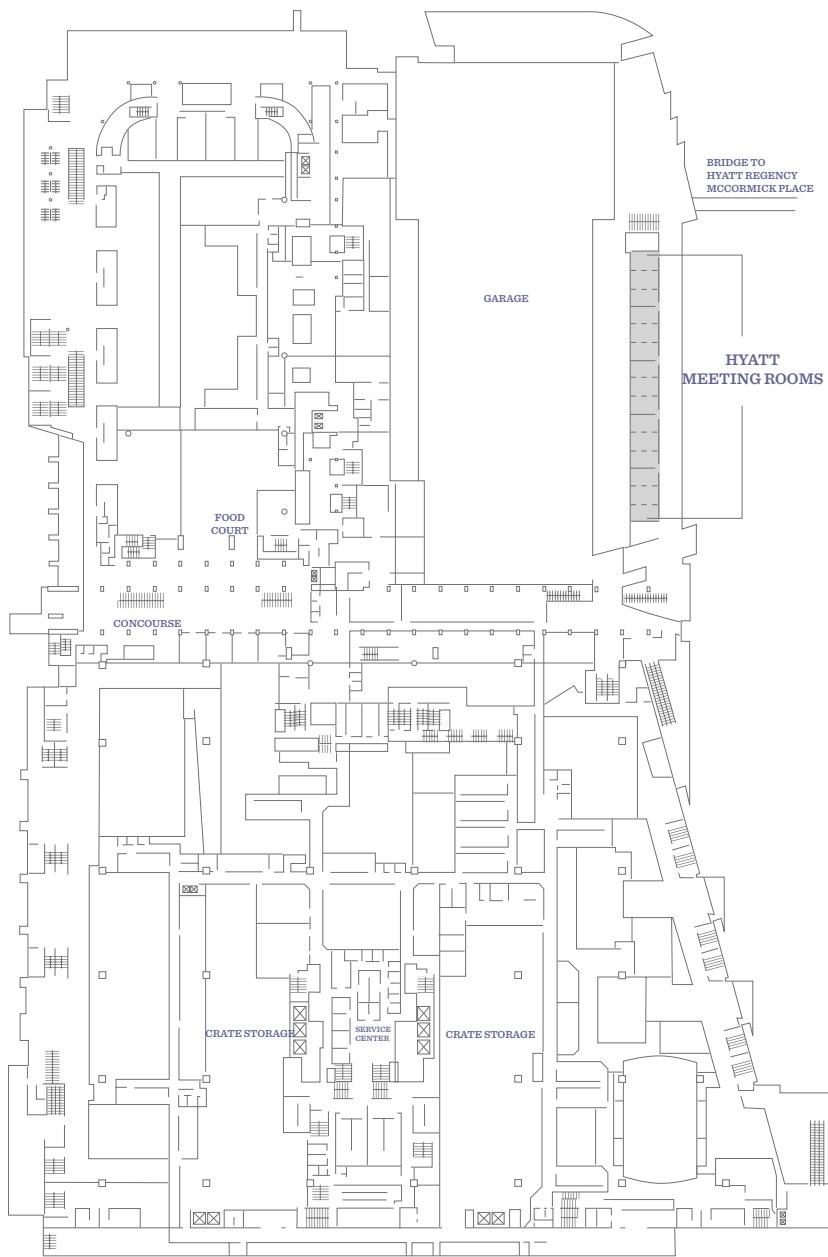 BRIDGE TO
HYATT REGENCY
MCCORMICK PLACE
GARAGE
HYATT
MEETING ROOMS
FOOD
COURT
CONCOURSE
CRATE STORAGE
SERVICE
CENTER
CRATE STORAGE